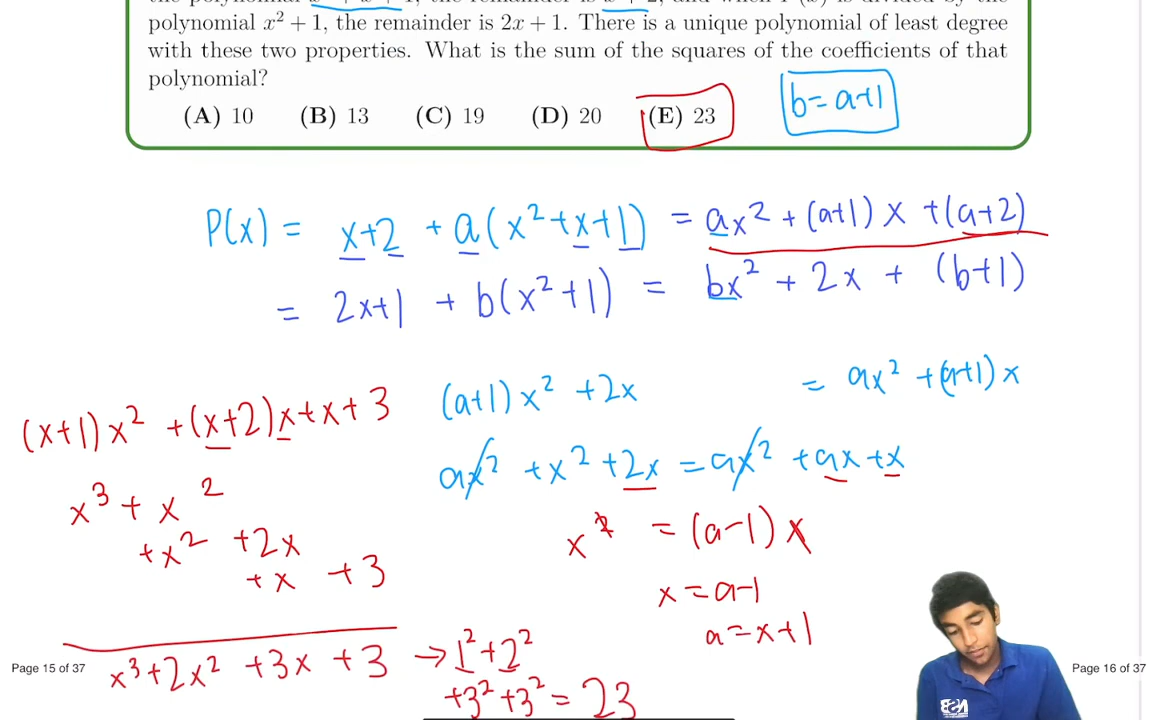 polynomial x² + 1, the remainder is 2x + 1. There is a unique polynomial of least degree
with these two properties. What is the sum of the squares of the coefficients of that
polynomial?
(A) 10 (B) 13 (C) 19 (D) 20 (E) 23
b = a+1
P(x) = x+2 + a(x²+x+1) = ax² + (a+1)x + (a+2)
= 2x+1 + b(x²+1) = bx² + 2x + (b+1)
(a+1)x² + 2x = ax² + (a+1)x
ax² + x² + 2x = ax² + ax + x
x² = (a-1)x
x = a-1
a = x+1
(x+1)x² + (x+2)x + x + 3
x³ + x²
+x² + 2x
+ x + 3
x³ + 2x² + 3x + 3 → 1² + 2²
+3² + 3² = 23
Page 15 of 37
Page 16 of 37